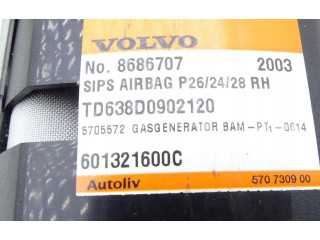 VOLVO
No. 8686707 2003
SIPS AIRBAG P26/24/28 RH
TD638D0902120
5705572 GASGENERATOR BAM-PT1-0614
601321600C
Autoliv 570 7309 00